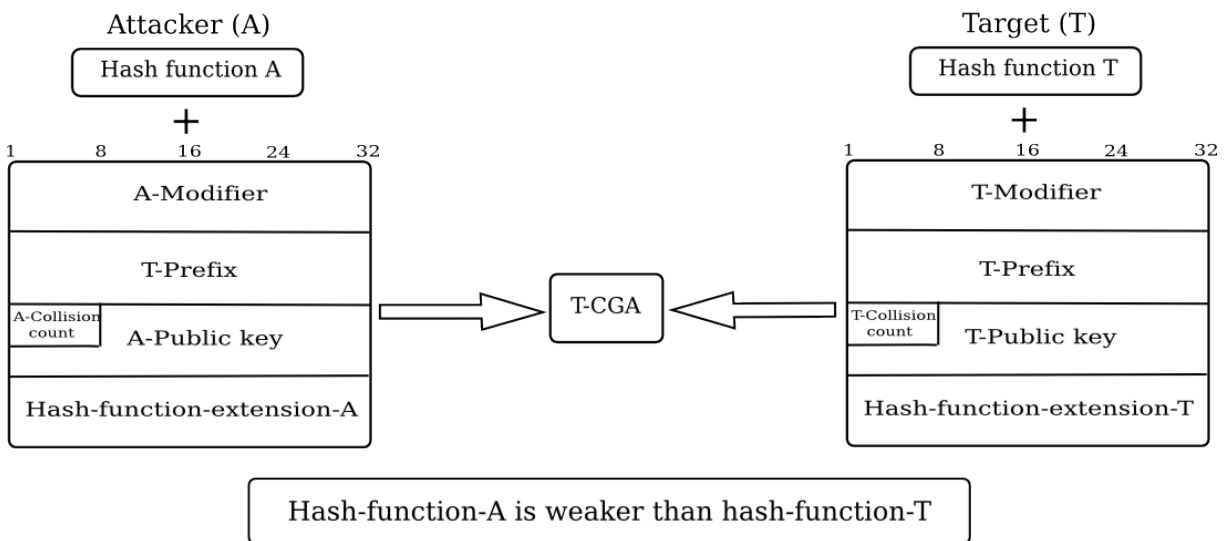 Attacker (A)
Hash function A
+
1 8 16 24 32
A-Modifier
T-Prefix
A-Collision
count
A-Public key
Hash-function-extension-A
T-CGA
Target (T)
Hash function T
+
1 8 16 24 32
T-Modifier
T-Prefix
T-Collision
count
T-Public key
Hash-function-extension-T
Hash-function-A is weaker than hash-function-T